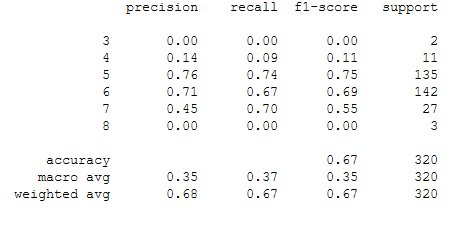 precision recall f1-score support
3 0.00 0.00 0.00 2
4 0.14 0.09 0.11 11
5 0.76 0.74 0.75 135
6 0.71 0.67 0.69 142
7 0.45 0.70 0.55 27
8 0.00 0.00 0.00 3
accuracy 0.67 320
macro avg 0.35 0.37 0.35 320
weighted avg 0.68 0.67 0.67 320